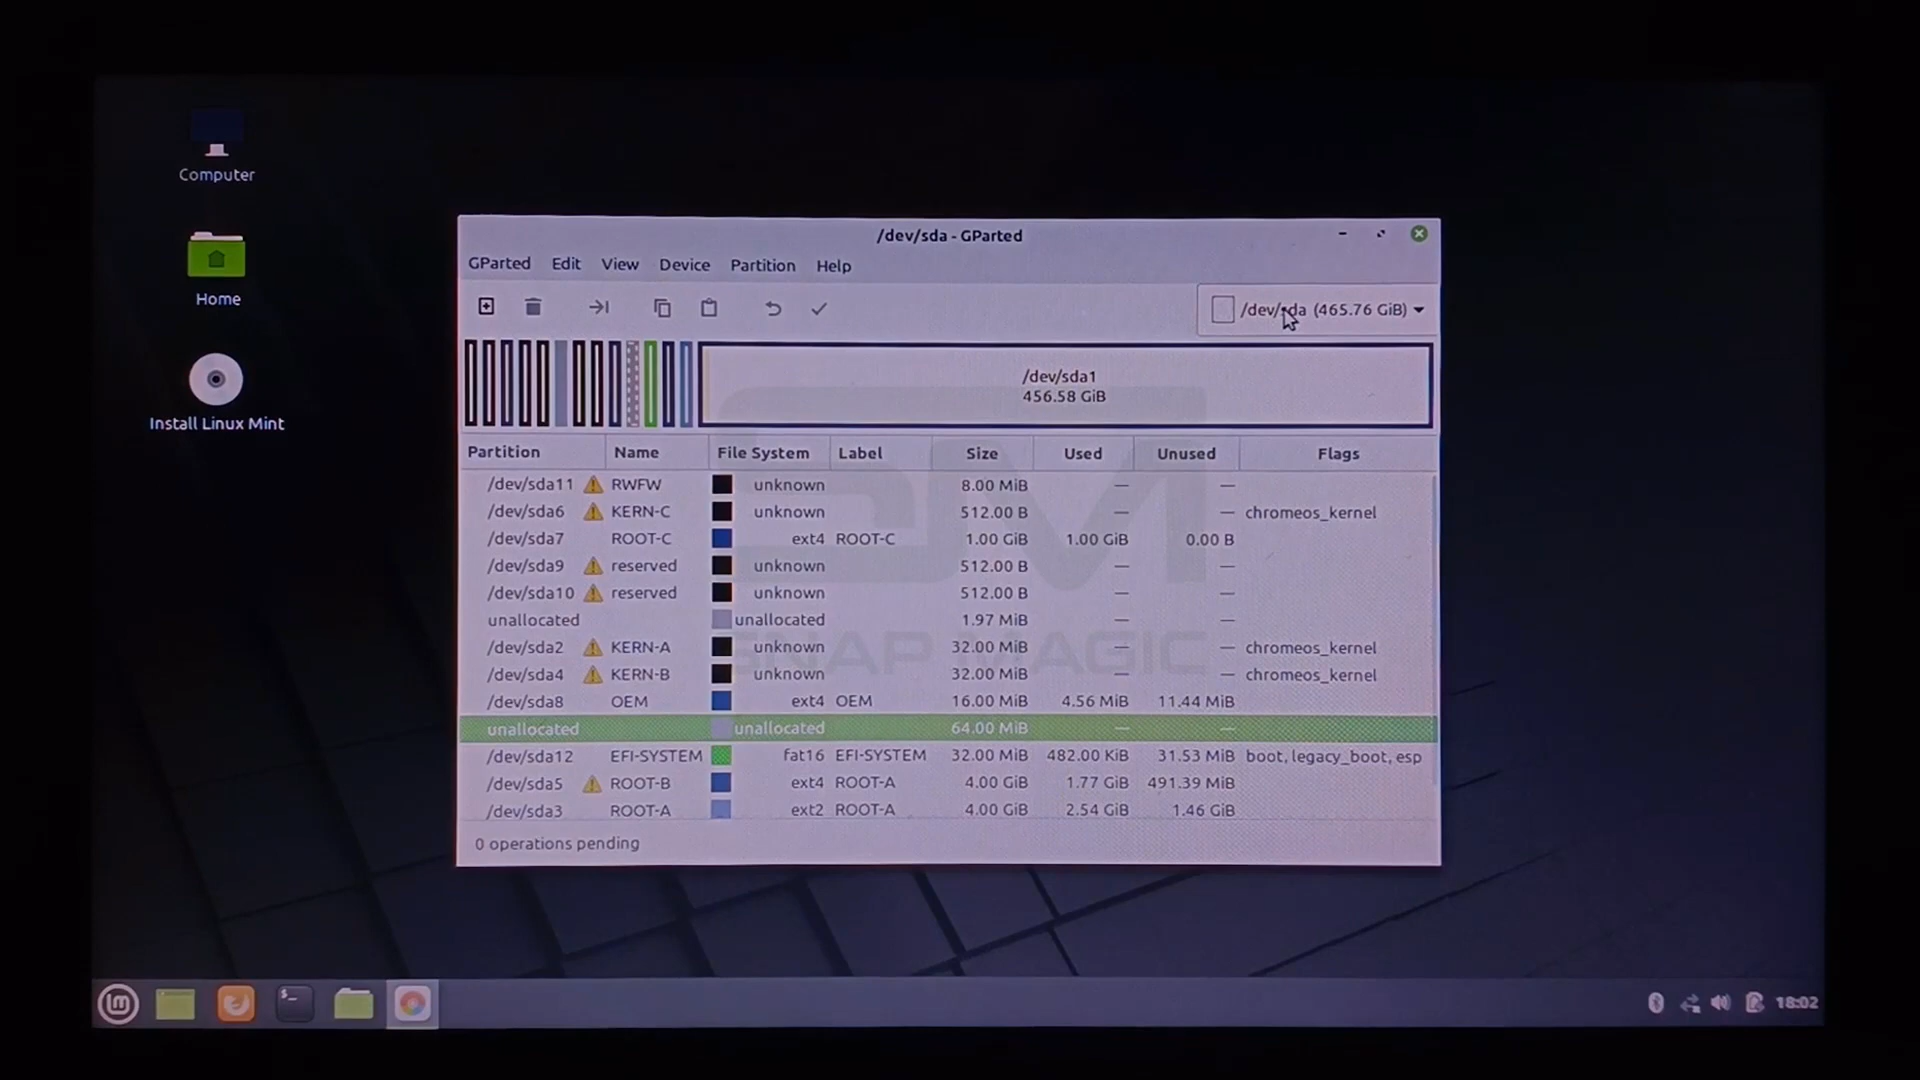 Computer
Home
Install Linux Mint
/dev/sda - GParted
GParted Edit View Device Partition Help
/dev/sda (465.76 GiB)
/dev/sda1
456.58 GiB
Partition Name File System Label Size Used Unused Flags
/dev/sda11 RWFW unknown 8.00 MiB — —
/dev/sda6 KERN-C unknown 512.00 B — — chromeos_kernel
/dev/sda7 ROOT-C ext4 ROOT-C 1.00 GiB 1.00 GiB 0.00 B
/dev/sda9 reserved unknown 512.00 B — —
/dev/sda10 reserved unknown 512.00 B — —
unallocated unallocated 1.97 MiB — —
/dev/sda2 KERN-A unknown 32.00 MiB — — chromeos_kernel
/dev/sda4 KERN-B unknown 32.00 MiB — — chromeos_kernel
/dev/sda8 OEM ext4 OEM 16.00 MiB 4.56 MiB 11.44 MiB
unallocated unallocated 64.00 MiB — —
/dev/sda12 EFI-SYSTEM fat16 EFI-SYSTEM 32.00 MiB 482.00 KiB 31.53 MiB boot, legacy_boot, esp
/dev/sda5 ROOT-B ext4 ROOT-A 4.00 GiB 1.77 GiB 491.39 MiB
/dev/sda3 ROOT-A ext2 ROOT-A 4.00 GiB 2.54 GiB 1.46 GiB
0 operations pending
SM
SNAP MAGIC
18:02